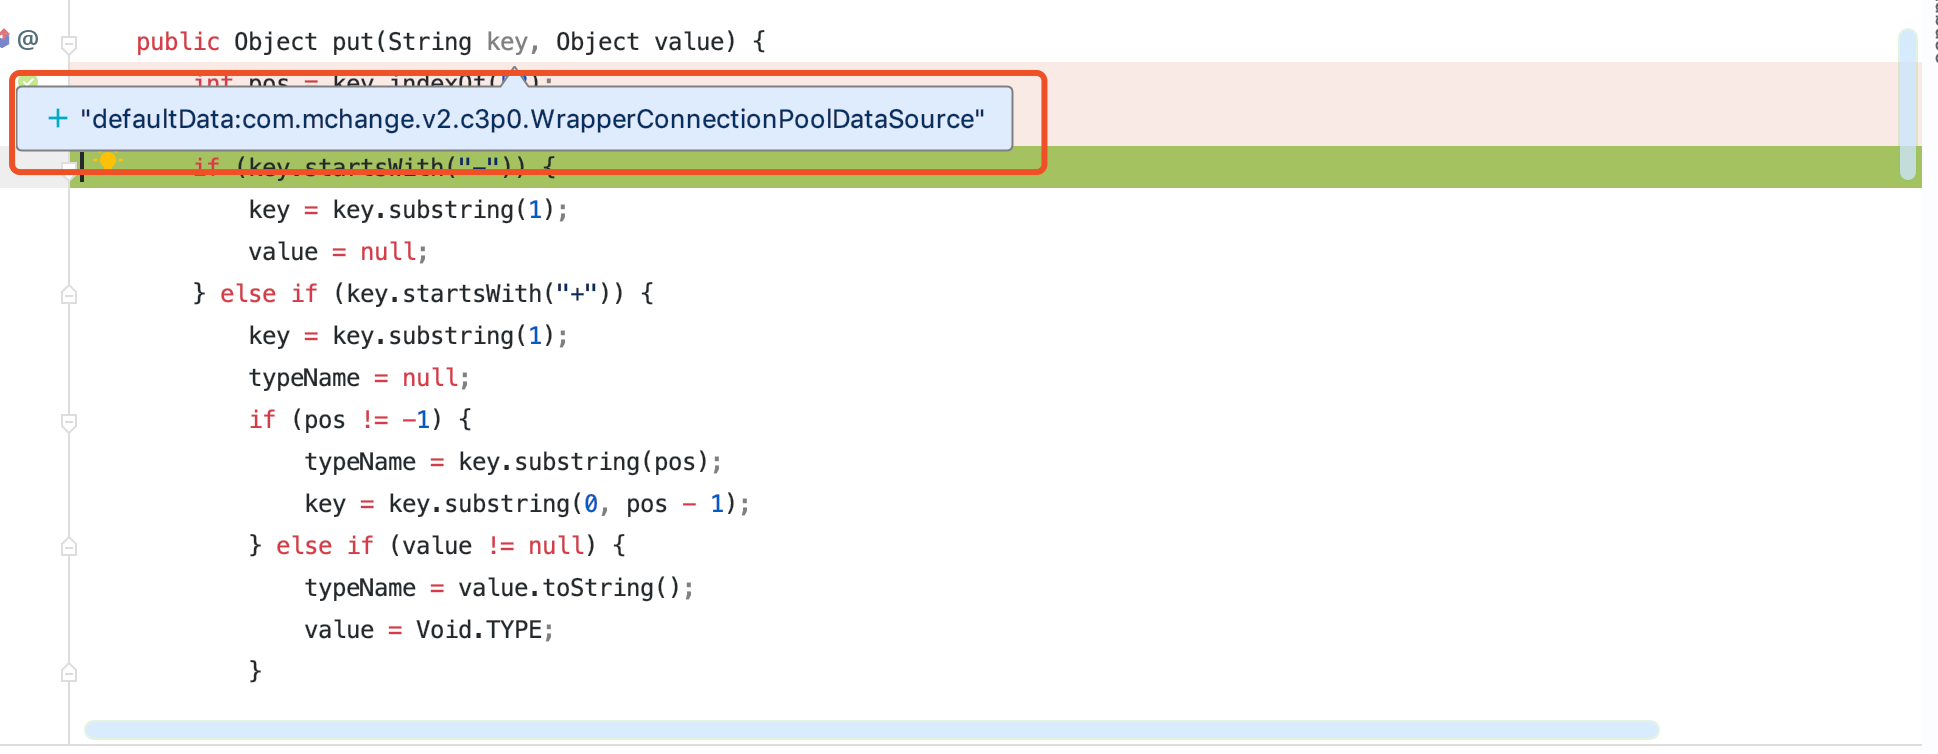 @
public Object put(String key, Object value) {
int pos = key.indexOf(
+ "defaultData:com.mchange.v2.c3p0.WrapperConnectionPoolDataSource"
if (key.startsWith("-")) {
key = key.substring(1);
value = null;
} else if (key.startsWith("+")) {
key = key.substring(1);
typeName = null;
if (pos != -1) {
typeName = key.substring(pos);
key = key.substring(0, pos - 1);
} else if (value != null) {
typeName = value.toString();
value = Void.TYPE;
}